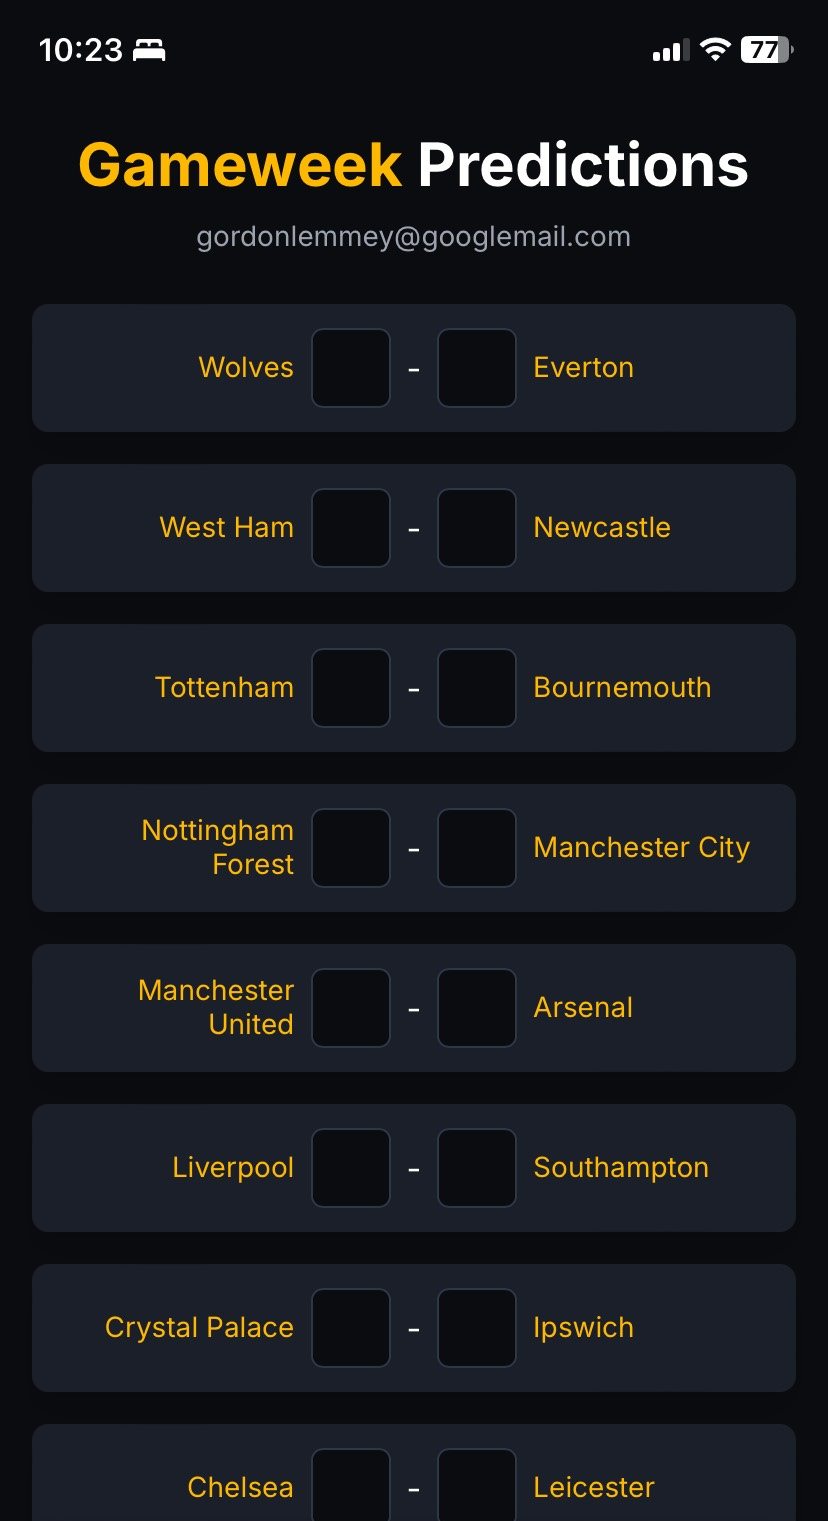 10:23 77
Gameweek Predictions
gordonlemmey@googlemail.com
Wolves - Everton
West Ham - Newcastle
Tottenham - Bournemouth
Nottingham
Forest - Manchester City
Manchester
United - Arsenal
Liverpool - Southampton
Crystal Palace - Ipswich
Chelsea - Leicester